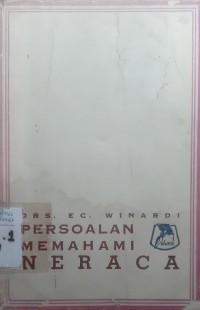 DRS. EC. WINARDI
PERSOALAN
MEMAHAMI
NERACA